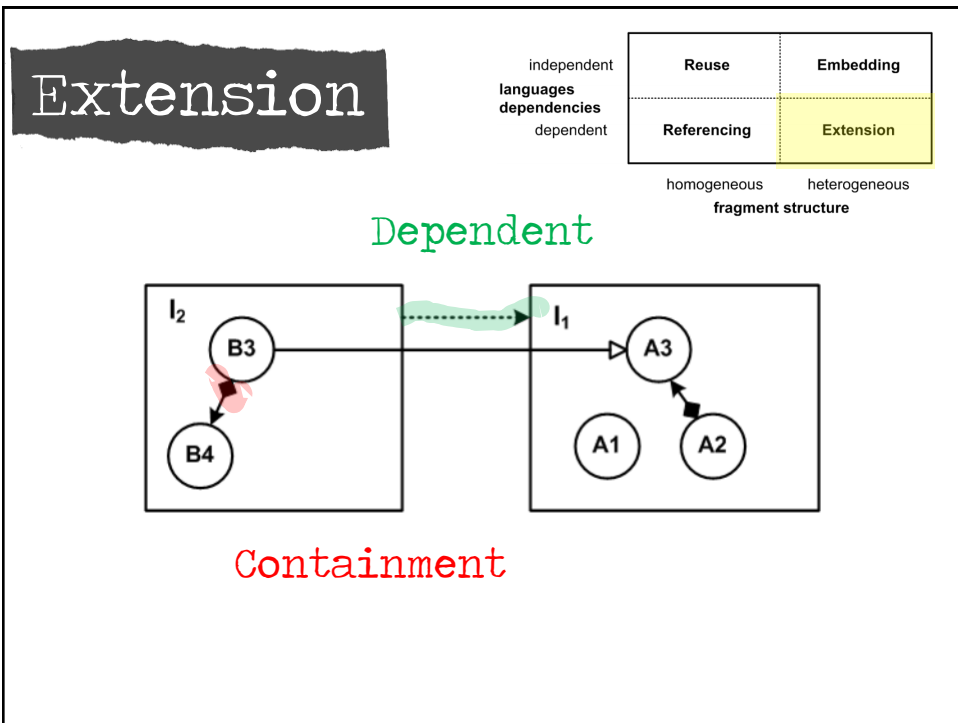 Extension
independent
languages
dependencies
dependent
Reuse
Embedding
Referencing
Extension
homogeneous
heterogeneous
fragment structure
Dependent
l₂
B3
B4
l₁
A3
A1
A2
Containment